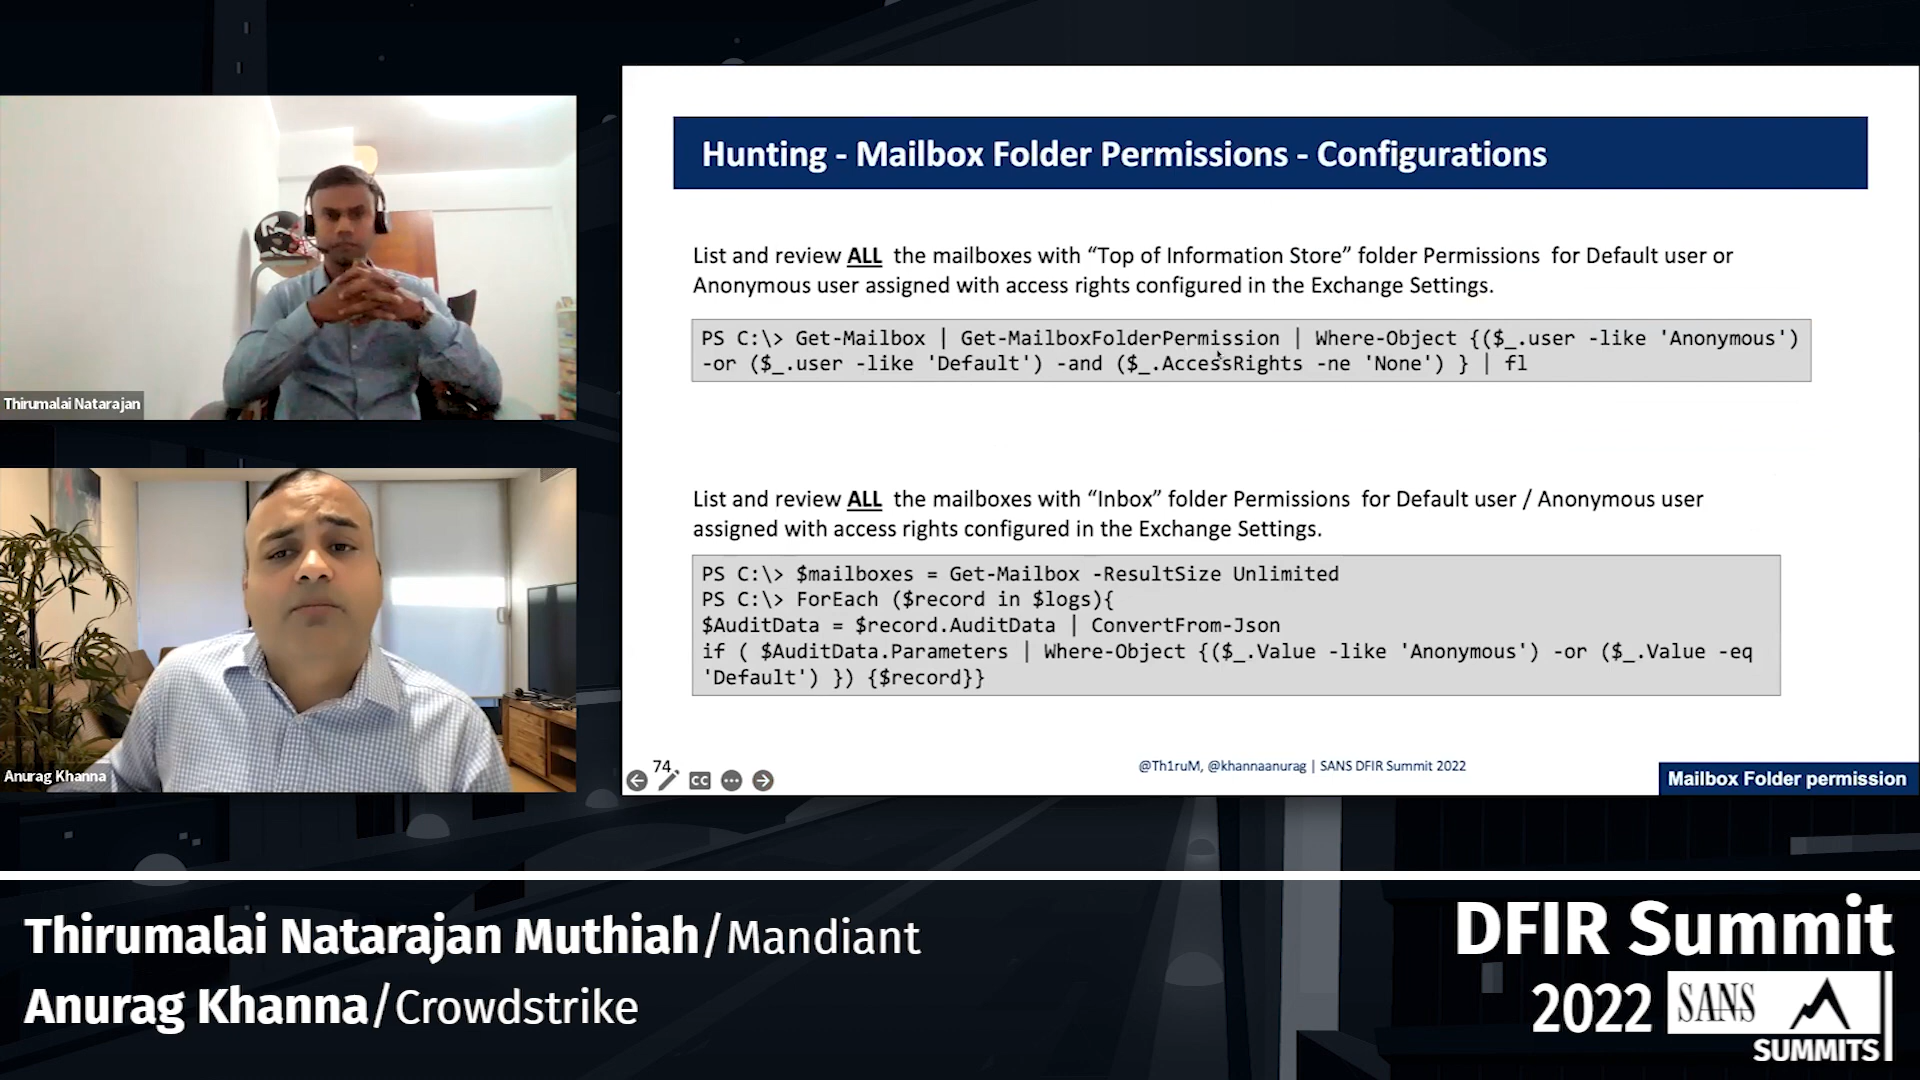 Hunting - Mailbox Folder Permissions - Configurations
List and review ALL the mailboxes with “Top of Information Store” folder Permissions for Default user or
Anonymous user assigned with access rights configured in the Exchange Settings.
PS C:\> Get-Mailbox | Get-MailboxFolderPermission | Where-Object {($_.user -like 'Anonymous')
-or ($_.user -like 'Default') -and ($_.AccessRights -ne 'None') } | fl
List and review ALL the mailboxes with “Inbox” folder Permissions for Default user / Anonymous user
assigned with access rights configured in the Exchange Settings.
PS C:\> $mailboxes = Get-Mailbox -ResultSize Unlimited
PS C:\> ForEach ($record in $logs){
$AuditData = $record.AuditData | ConvertFrom-Json
if ( $AuditData.Parameters | Where-Object {($_.Value -like 'Anonymous') -or ($_.Value -eq
'Default') }) {$record}}
74
CC
@Th1ruM, @khannaanurag | SANS DFIR Summit 2022
Mailbox Folder permission
Thirumalai Natarajan
Anurag Khanna
Thirumalai Natarajan Muthiah/Mandiant
Anurag Khanna/Crowdstrike
DFIR Summit
2022 SANS
SUMMITS